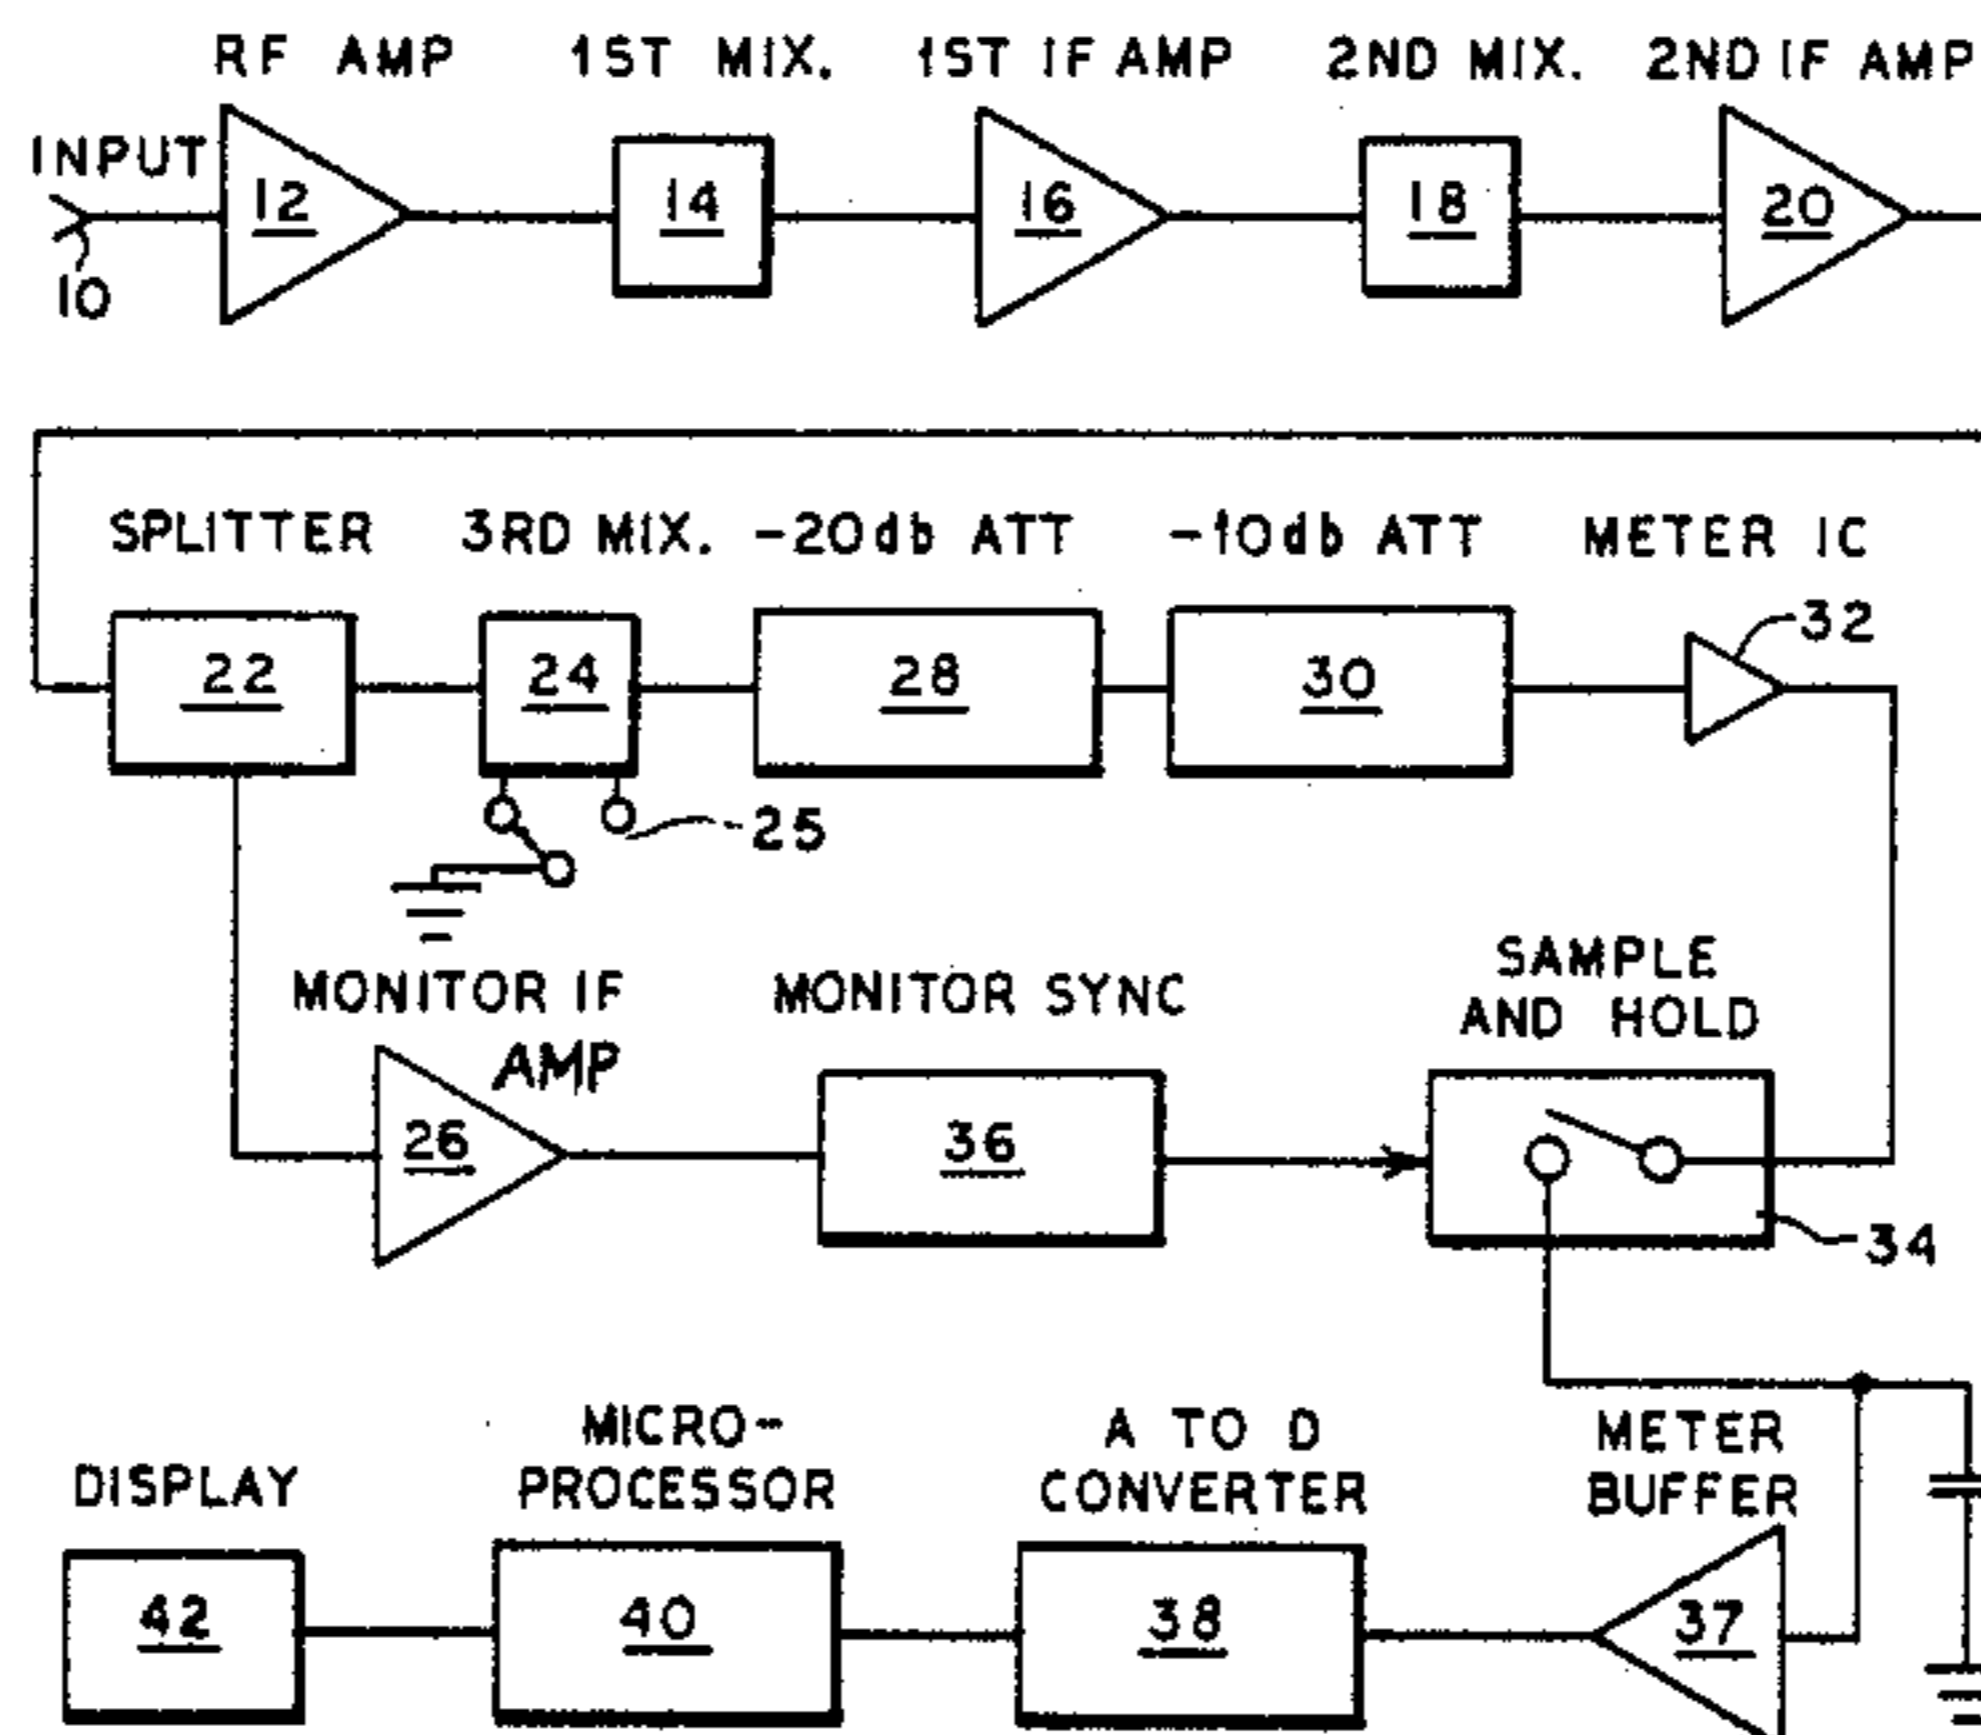 RF AMP 1ST MIX. 1ST IF AMP 2ND MIX. 2ND IF AMP
INPUT
12 14 16 18 20
10
SPLITTER 3RD MIX. -20db ATT -10db ATT METER IC
32
22 24 28 30
25
SAMPLE
AND HOLD
MONITOR IF
AMP
MONITOR SYNC
26 36
34
DISPLAY
MICRO-
PROCESSOR
A TO D
CONVERTER
METER
BUFFER
42 40 38 37